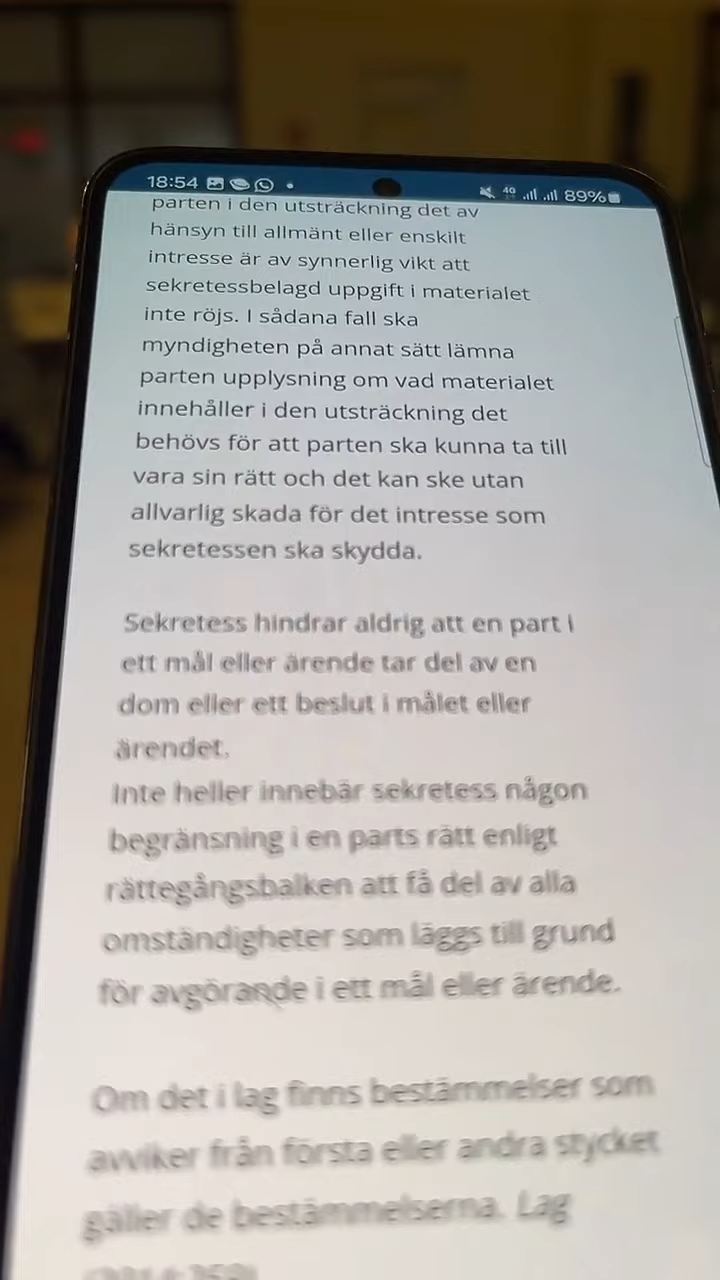 18:54
4G
89%
parten i den utsträckning det av
hänsyn till allmänt eller enskilt
intresse är av synnerlig vikt att
sekretessbelagd uppgift i materialet
inte röjs. I sådana fall ska
myndigheten på annat sätt lämna
parten upplysning om vad materialet
innehåller i den utsträckning det
behövs för att parten ska kunna ta till
vara sin rätt och det kan ske utan
allvarlig skada för det intresse som
sekretessen ska skydda.
Sekretess hindrar aldrig att en part i
ett mål eller ärende tar del av en
dom eller ett beslut i målet eller
ärendet.
Inte heller innebär sekretess någon
begränsning i en parts rätt enligt
rättegångsbalken att få del av alla
omständigheter som läggs till grund
för avgörande i ett mål eller ärende.
Om det i lag finns bestämmelser som
avviker från första eller andra stycket
gäller de bestämmelserna. Lag